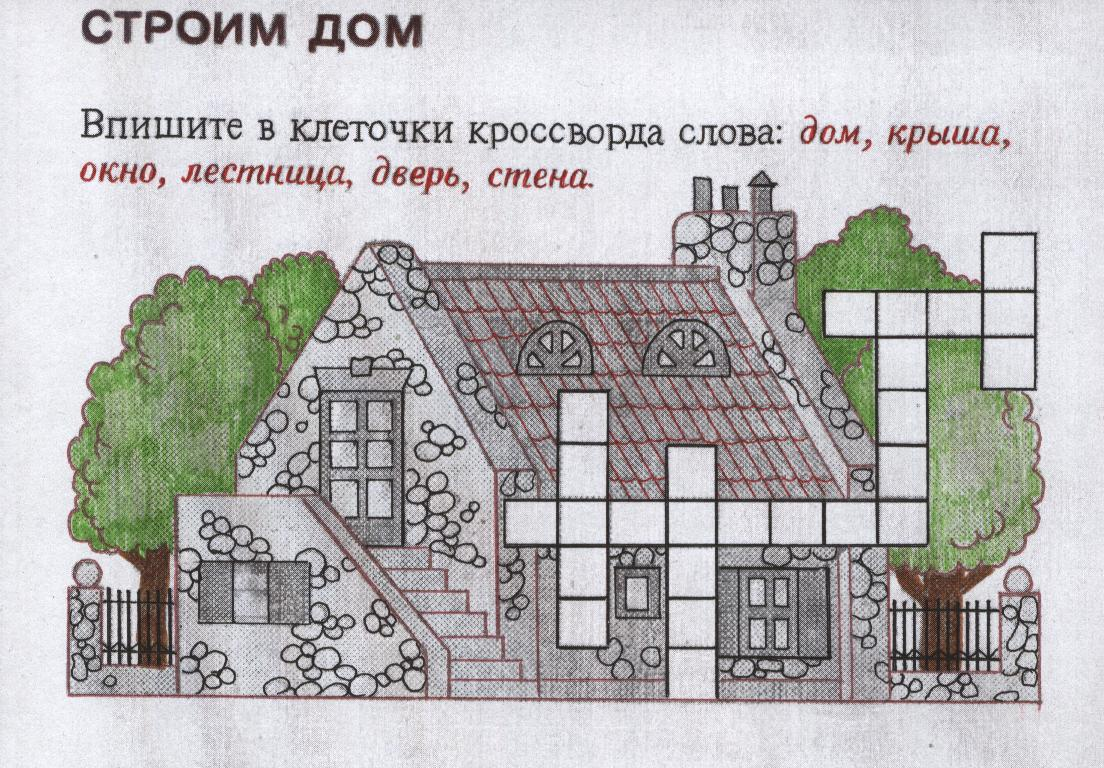 СТРОИМ ДОМ
Впишите в клеточки кроссворда слова: дом, крыша,
окно, лестница, дверь, стена.